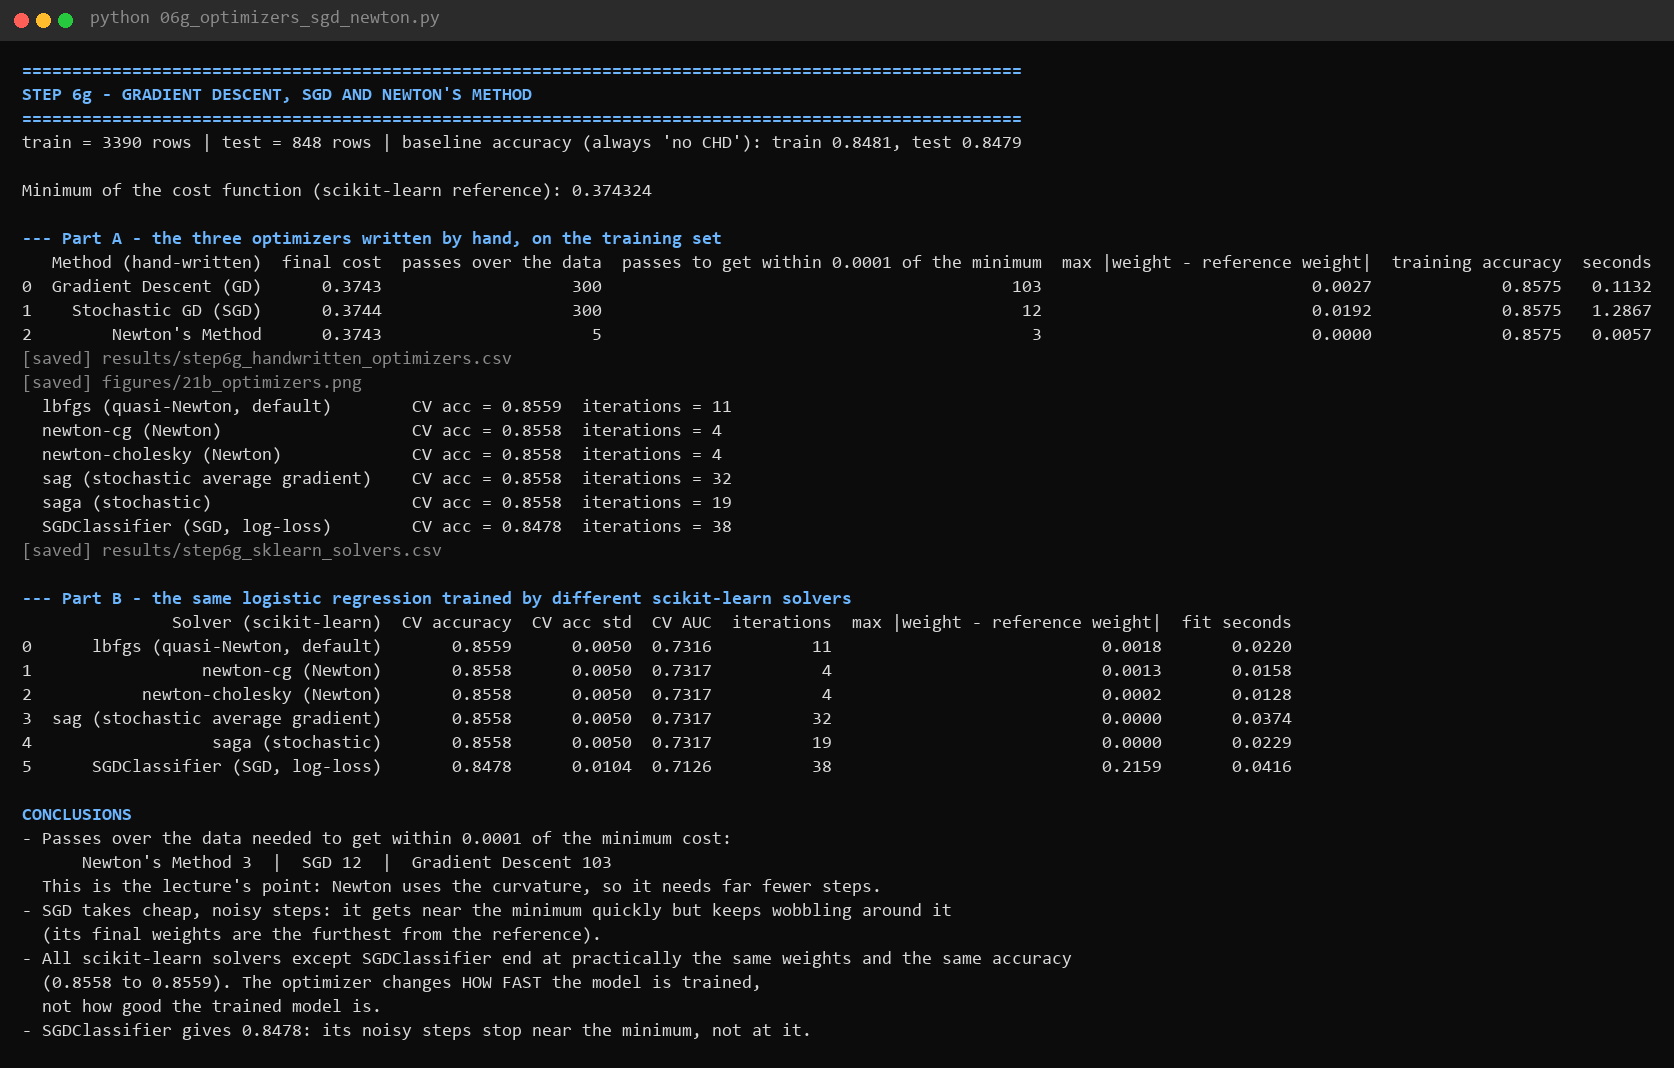 python 06g_optimizers_sgd_newton.py
====================================================================================================
STEP 6g - GRADIENT DESCENT, SGD AND NEWTON'S METHOD
====================================================================================================
train = 3390 rows | test = 848 rows | baseline accuracy (always 'no CHD'): train 0.8481, test 0.8479
Minimum of the cost function (scikit-learn reference): 0.374324
--- Part A - the three optimizers written by hand, on the training set
   Method (hand-written)  final cost  passes over the data  passes to get within 0.0001 of the minimum  max |weight - reference weight|  training accuracy  seconds
0  Gradient Descent (GD)      0.3743                   300                                         103                           0.0027             0.8575   0.1132
1    Stochastic GD (SGD)      0.3744                   300                                          12                           0.0192             0.8575   1.2867
2        Newton's Method      0.3743                     5                                           3                           0.0000             0.8575   0.0057
[saved] results/step6g_handwritten_optimizers.csv
[saved] figures/21b_optimizers.png
  lbfgs (quasi-Newton, default)        CV acc = 0.8559  iterations = 11
  newton-cg (Newton)                   CV acc = 0.8558  iterations = 4
  newton-cholesky (Newton)             CV acc = 0.8558  iterations = 4
  sag (stochastic average gradient)    CV acc = 0.8558  iterations = 32
  saga (stochastic)                    CV acc = 0.8558  iterations = 19
  SGDClassifier (SGD, log-loss)        CV acc = 0.8478  iterations = 38
[saved] results/step6g_sklearn_solvers.csv
--- Part B - the same logistic regression trained by different scikit-learn solvers
               Solver (scikit-learn)  CV accuracy  CV acc std  CV AUC  iterations  max |weight - reference weight|  fit seconds
0      lbfgs (quasi-Newton, default)       0.8559      0.0050  0.7316          11                           0.0018       0.0220
1                 newton-cg (Newton)       0.8558      0.0050  0.7317           4                           0.0013       0.0158
2           newton-cholesky (Newton)       0.8558      0.0050  0.7317           4                           0.0002       0.0128
3  sag (stochastic average gradient)       0.8558      0.0050  0.7317          32                           0.0000       0.0374
4                  saga (stochastic)       0.8558      0.0050  0.7317          19                           0.0000       0.0229
5      SGDClassifier (SGD, log-loss)       0.8478      0.0104  0.7126          38                           0.2159       0.0416
CONCLUSIONS
- Passes over the data needed to get within 0.0001 of the minimum cost:
      Newton's Method 3  |  SGD 12  |  Gradient Descent 103
  This is the lecture's point: Newton uses the curvature, so it needs far fewer steps.
- SGD takes cheap, noisy steps: it gets near the minimum quickly but keeps wobbling around it
  (its final weights are the furthest from the reference).
- All scikit-learn solvers except SGDClassifier end at practically the same weights and the same accuracy
  (0.8558 to 0.8559). The optimizer changes HOW FAST the model is trained,
  not how good the trained model is.
- SGDClassifier gives 0.8478: its noisy steps stop near the minimum, not at it.